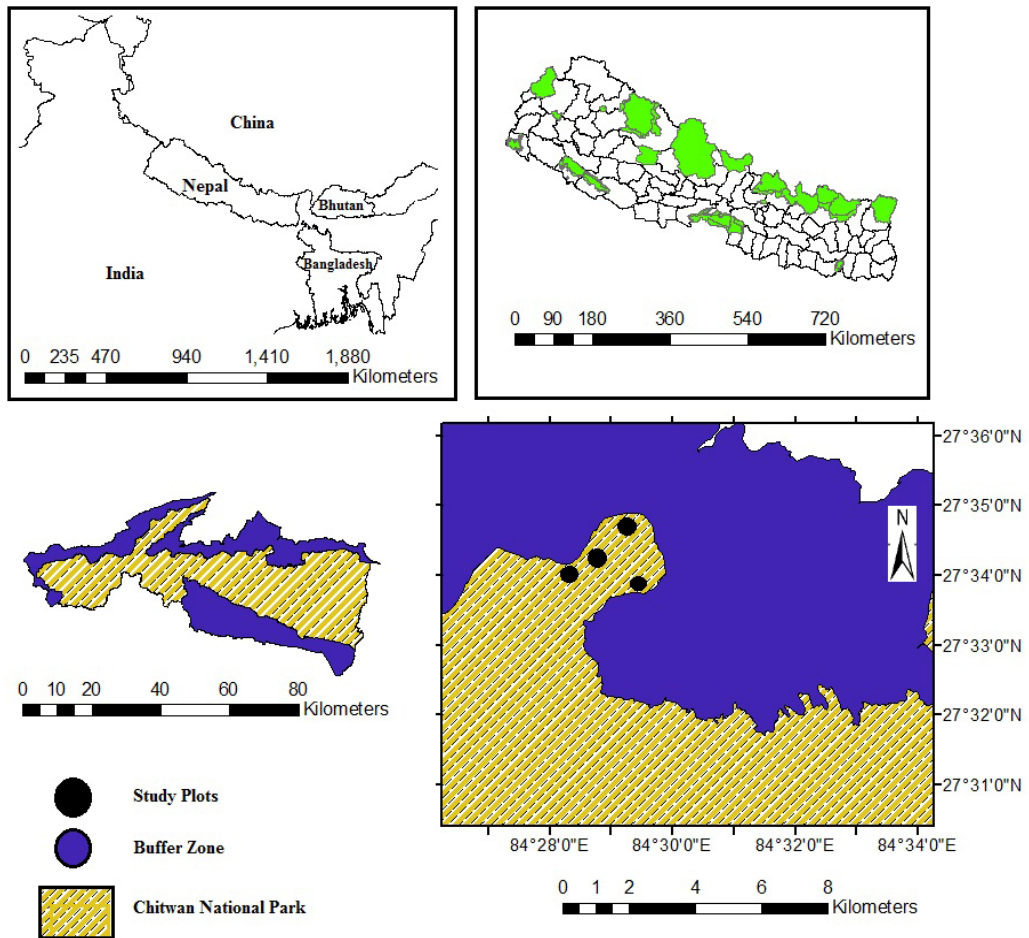 China
Nepal
Bhutan
India
Bangladesh
0 235 470 940 1,410 1,880
Kilometers
0 90 180 360 540 720
Kilometers
0 10 20 40 60 80
Kilometers
Study Plots
Buffer Zone
Chitwan National Park
N
27°36'0"N
27°35'0"N
27°34'0"N
27°33'0"N
27°32'0"N
27°31'0"N
84°28'0"E 84°30'0"E 84°32'0"E 84°34'0"E
0 1 2 4 6 8
Kilometers